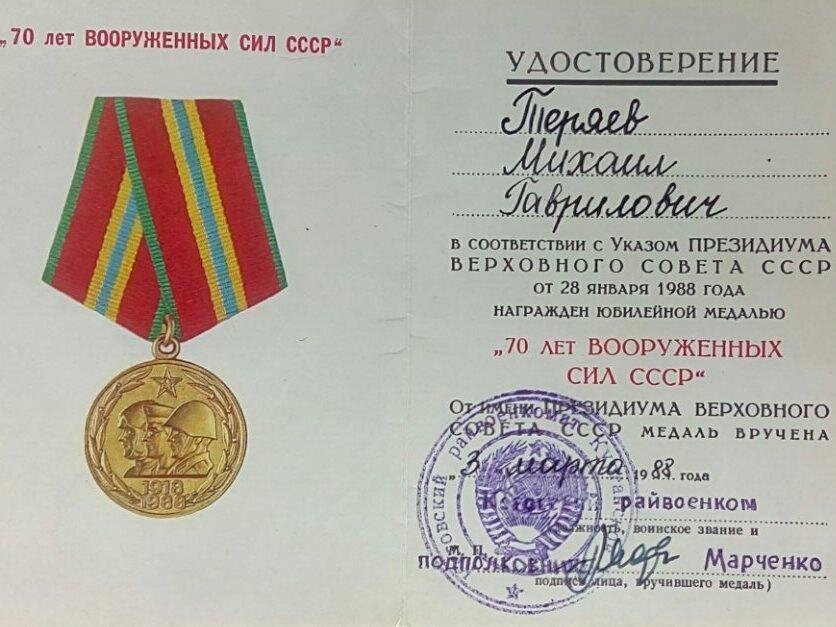 „70 лет ВООРУЖЕННЫХ СИЛ СССР“
1918
1988
УДОСТОВЕРЕНИЕ
Теряев
Михаил
Гаврилович
в соответствии с Указом ПРЕЗИДИУМА
ВЕРХОВНОГО СОВЕТА СССР
от 28 января 1988 года
награжден юбилейной медалью
„70 лет ВООРУЖЕННЫХ
СИЛ СССР“
От имени ПРЕЗИДИУМА ВЕРХОВНОГО
СОВЕТА СССР медаль вручена
„3 марта 1988 года
райвоенком
должность, воинское звание и
М. П.
подполковник Марченко
подпись лица, вручившего медаль)